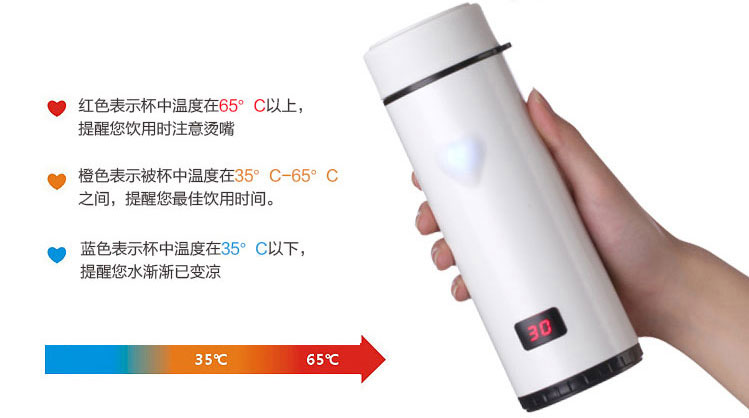 红色表示杯中温度在65°C以上，
提醒您饮用时注意烫嘴
橙色表示被杯中温度在35°C-65°C
之间，提醒您最佳饮用时间。
蓝色表示杯中温度在35°C以下，
提醒您水渐渐已变凉
35℃ 65℃
30